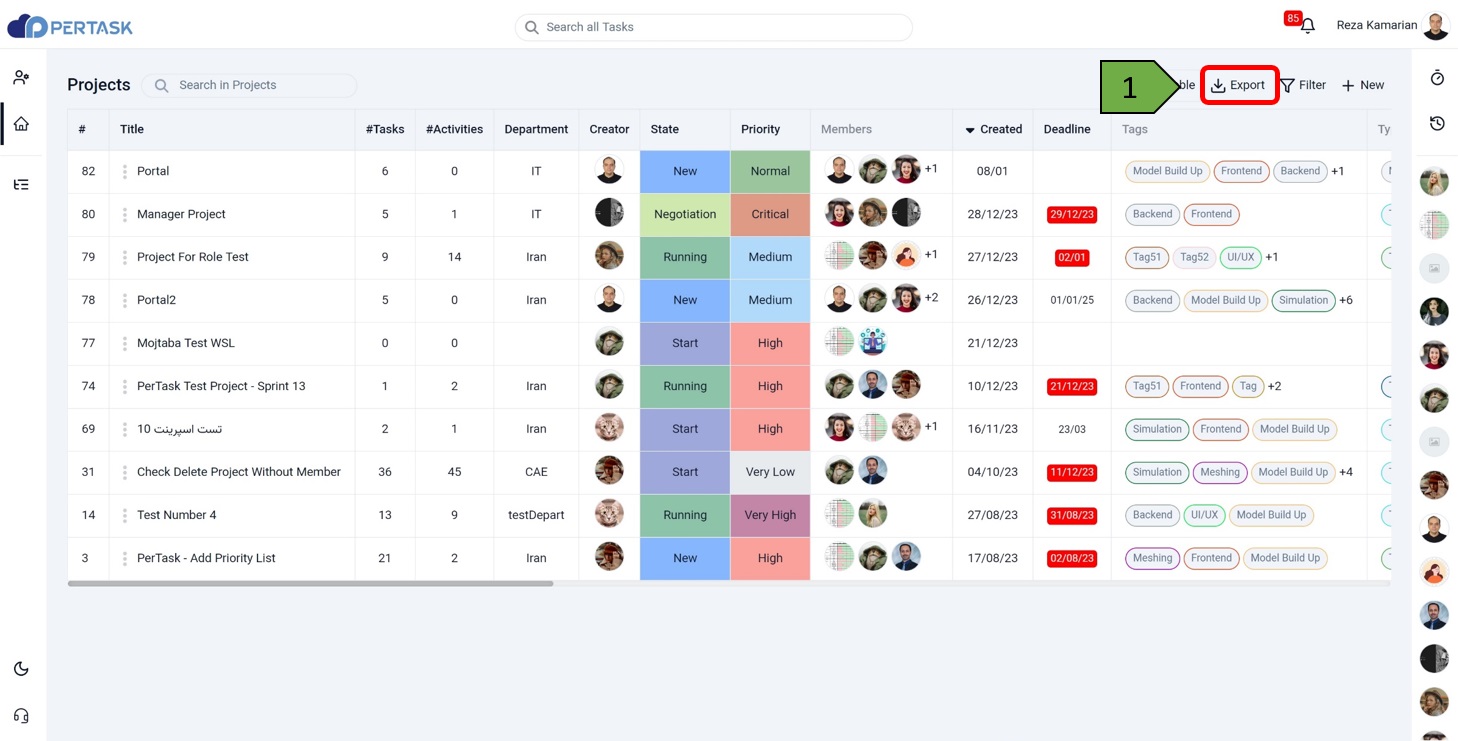 PERTASK
Search all Tasks
85
Reza Kamarian
Projects
Search in Projects
1
Export
Filter
New
# Title #Tasks #Activities Department Creator State Priority Members Created Deadline Tags
82 Portal 6 0 IT New Normal +1 08/01 Model Build Up Frontend Backend +1
80 Manager Project 5 1 IT Negotiation Critical 28/12/23 29/12/23 Backend Frontend
79 Project For Role Test 9 14 Iran Running Medium +1 27/12/23 02/01 Tag51 Tag52 UI/UX +1
78 Portal2 5 0 Iran New Medium +2 26/12/23 01/01/25 Backend Model Build Up Simulation +6
77 Mojtaba Test WSL 0 0 Start High 21/12/23
74 PerTask Test Project - Sprint 13 1 2 Iran Running High 10/12/23 21/12/23 Tag51 Frontend Tag +2
69 تست اسپرینت 10 2 1 Iran Start High +1 16/11/23 23/03 Simulation Frontend Model Build Up
31 Check Delete Project Without Member 36 45 CAE Start Very Low 04/10/23 11/12/23 Simulation Meshing Model Build Up +4
14 Test Number 4 13 9 testDepart Running Very High 27/08/23 31/08/23 Backend UI/UX Model Build Up
3 PerTask - Add Priority List 21 2 Iran New High 17/08/23 02/08/23 Meshing Frontend Model Build Up